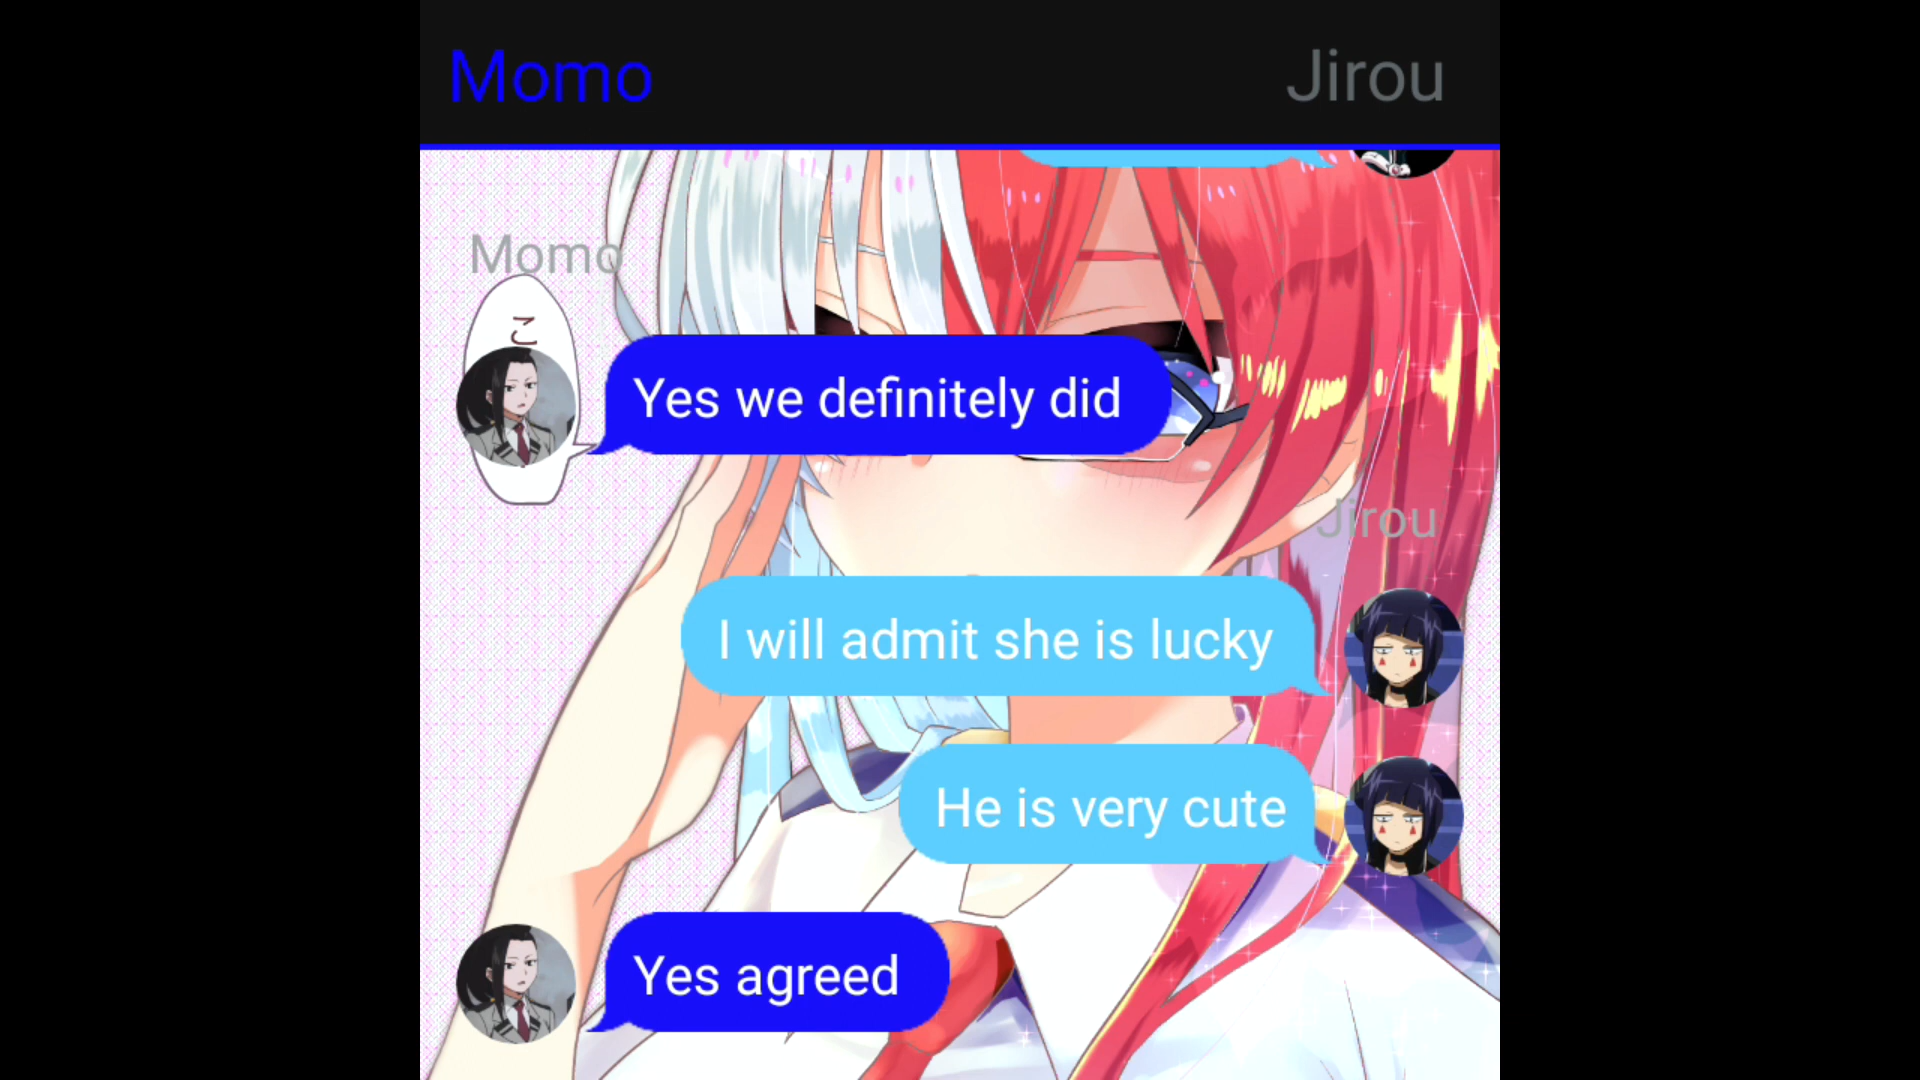 Momo
Jirou
Momo
こ
Yes we definitely did
Jirou
I will admit she is lucky
He is very cute
Yes agreed